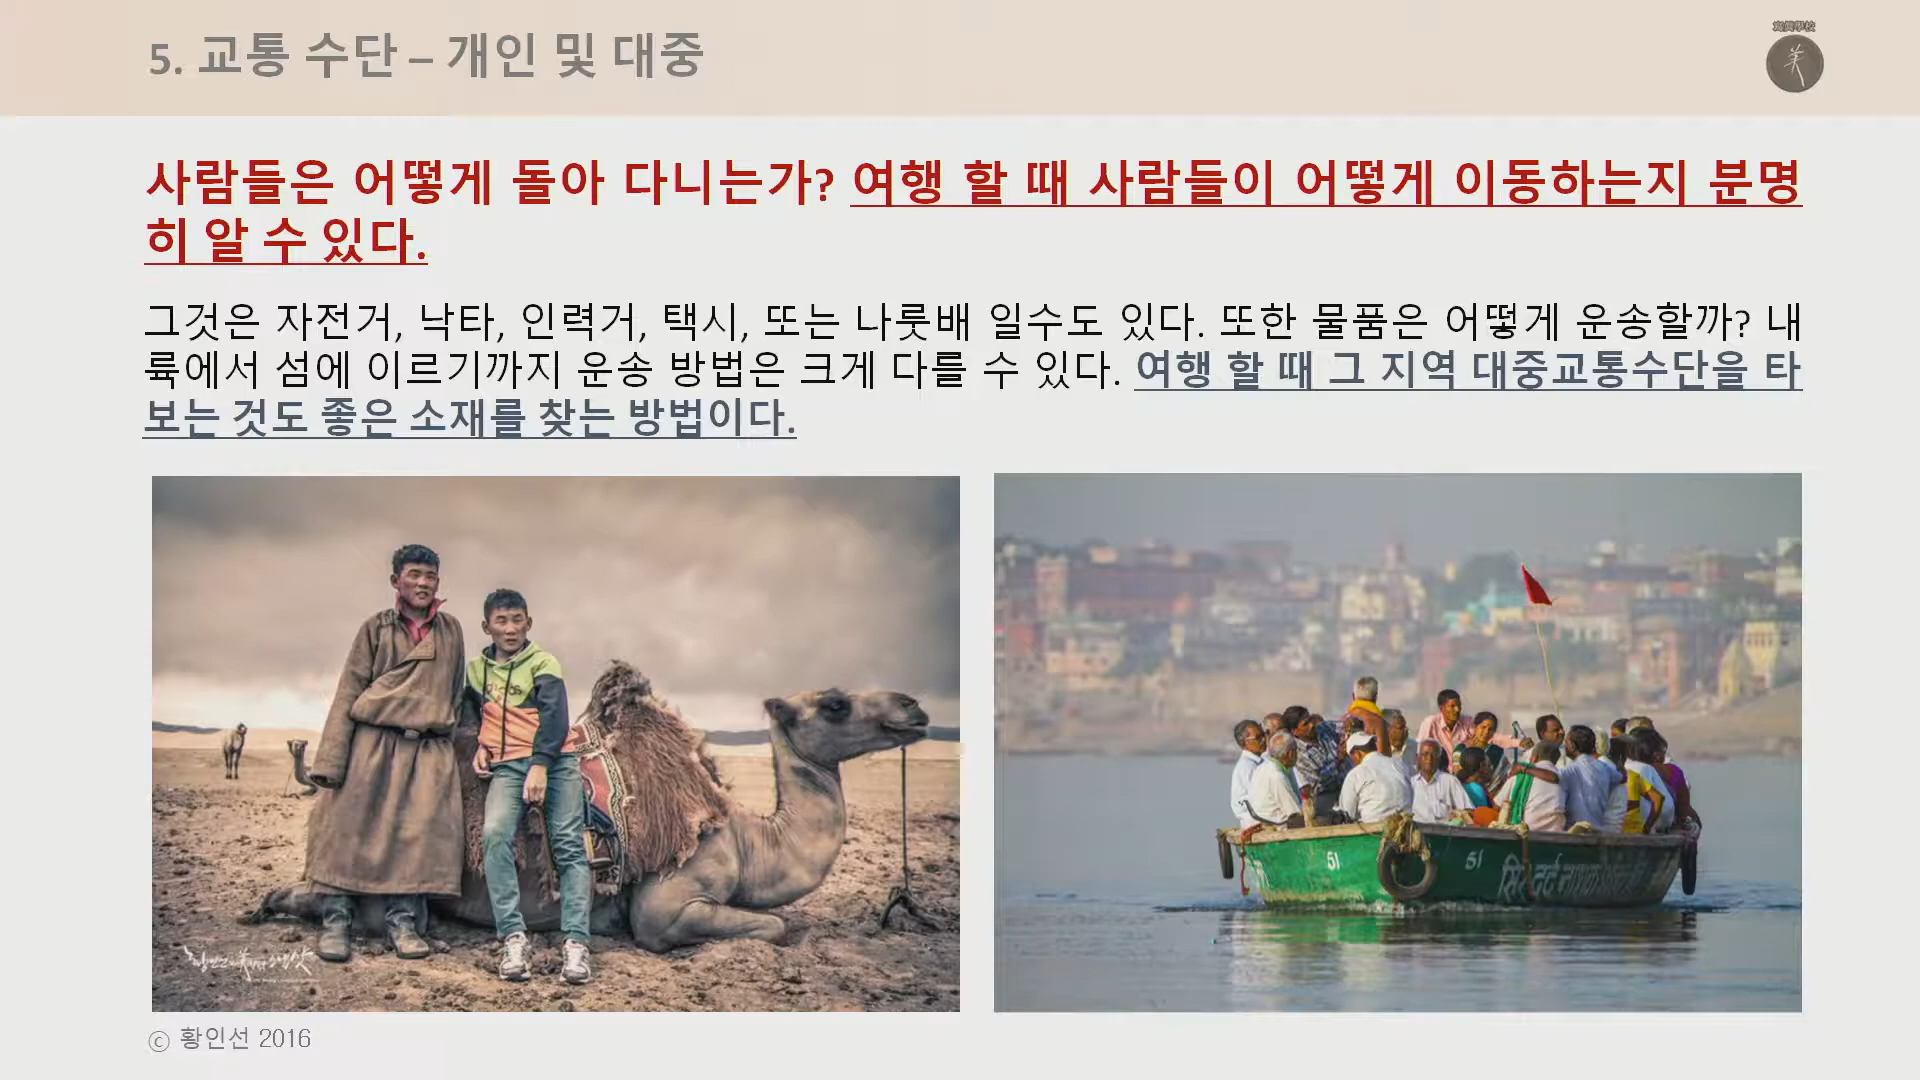 5. 교통 수단 – 개인 및 대중
사람들은 어떻게 돌아 다니는가? 여행 할 때 사람들이 어떻게 이동하는지 분명
히 알 수 있다.
그것은 자전거, 낙타, 인력거, 택시, 또는 나룻배 일수도 있다. 또한 물품은 어떻게 운송할까? 내
륙에서 섬에 이르기까지 운송 방법은 크게 다를 수 있다. 여행 할 때 그 지역 대중교통수단을 타
보는 것도 좋은 소재를 찾는 방법이다.
51 51
ⓒ 황인선 2016